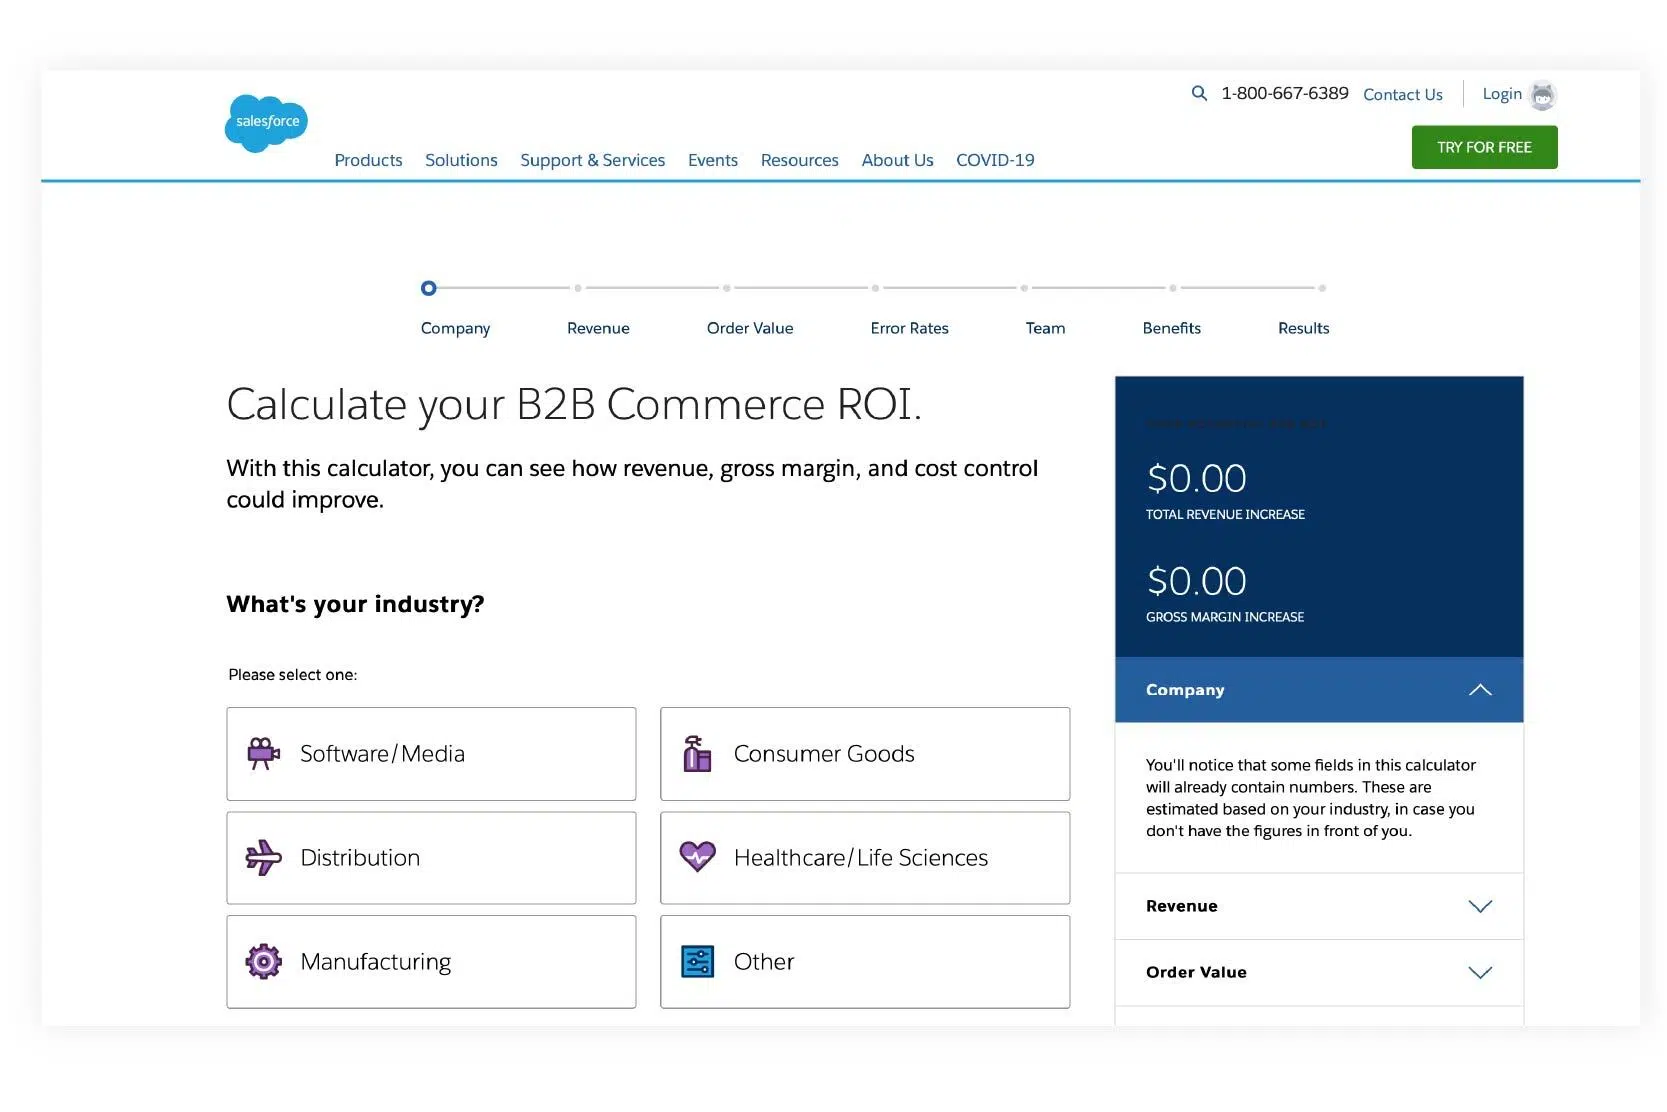 salesforce
1-800-667-6389 Contact Us Login
TRY FOR FREE
Products Solutions Support & Services Events Resources About Us COVID-19
Company Revenue Order Value Error Rates Team Benefits Results
Calculate your B2B Commerce ROI.
With this calculator, you can see how revenue, gross margin, and cost control
could improve.
What's your industry?
Please select one:
Software/Media
Consumer Goods
Distribution
Healthcare/Life Sciences
Manufacturing
Other
$0.00
TOTAL REVENUE INCREASE
$0.00
GROSS MARGIN INCREASE
Company
You'll notice that some fields in this calculator
will already contain numbers. These are
estimated based on your industry, in case you
don't have the figures in front of you.
Revenue
Order Value